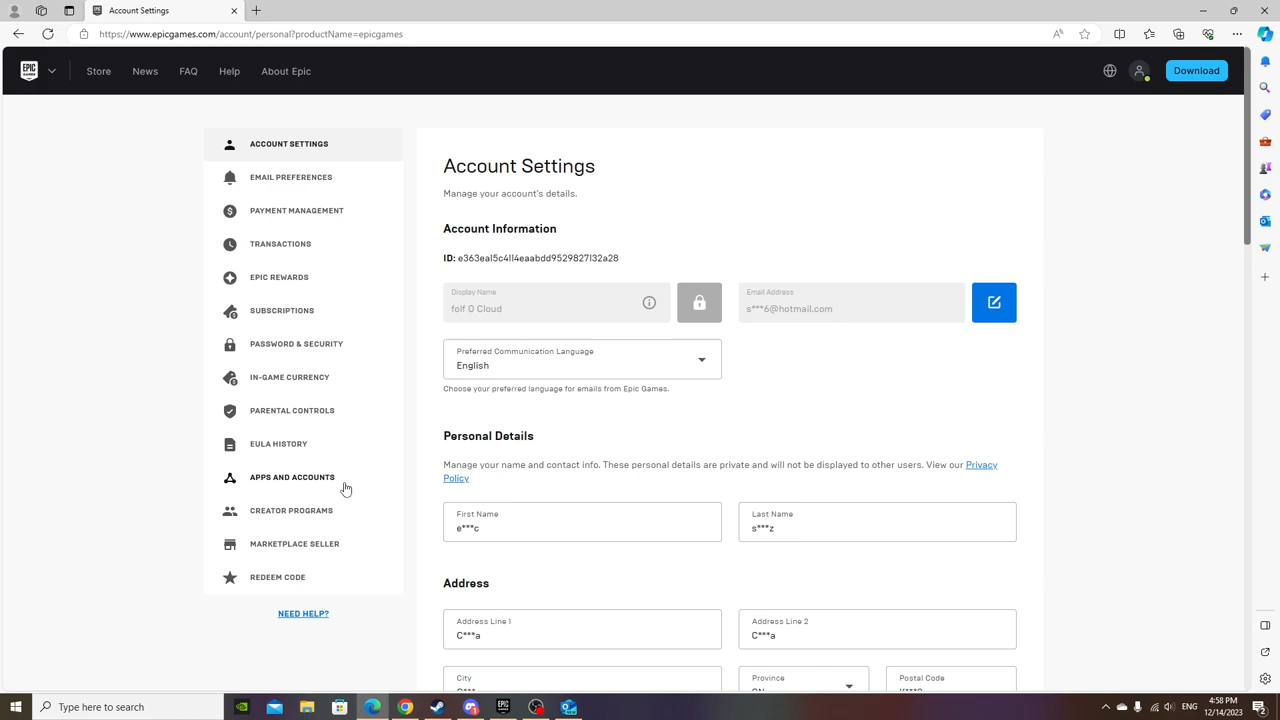 Account Settings
https://www.epicgames.com/account/personal?productName=epicgames
EPIC GAMES
Store
News
FAQ
Help
About Epic
Download
ACCOUNT SETTINGS
EMAIL PREFERENCES
PAYMENT MANAGEMENT
TRANSACTIONS
EPIC REWARDS
SUBSCRIPTIONS
PASSWORD & SECURITY
IN-GAME CURRENCY
PARENTAL CONTROLS
EULA HISTORY
APPS AND ACCOUNTS
CREATOR PROGRAMS
MARKETPLACE SELLER
REDEEM CODE
NEED HELP?
Account Settings
Manage your account's details.
Account Information
ID: e363ea15c4114eaabdd9529827132a28
Display Name
folf 0 Cloud
Email Address
s***6@hotmail.com
Preferred Communication Language
English
Choose your preferred language for emails from Epic Games.
Personal Details
Manage your name and contact info. These personal details are private and will not be displayed to other users. View our Privacy
Policy
First Name
e***c
Last Name
s***z
Address
Address Line 1
C***a
Address Line 2
C***a
City
Province
Postal Code
Type here to search
4:58 PM
12/14/2023